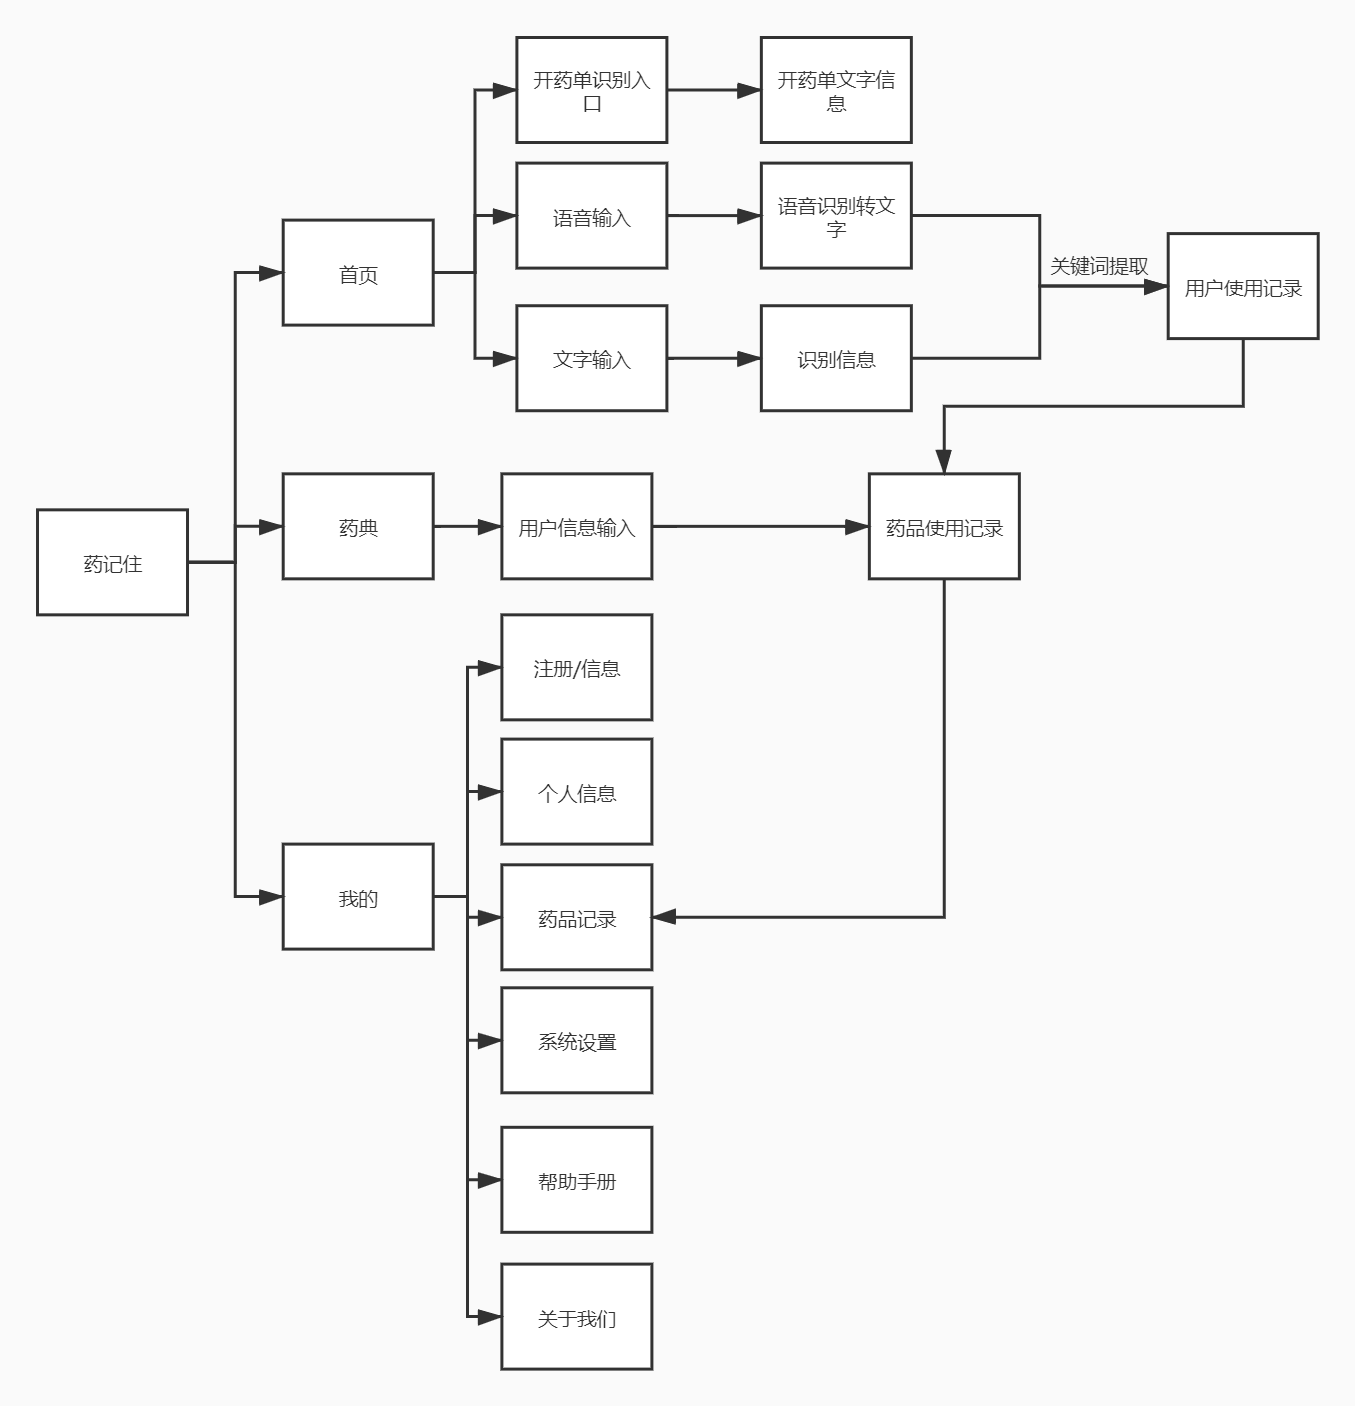 开药单识别入
口
开药单文字信
息
语音输入
语音识别转文
字
首页
关键词提取
用户使用记录
文字输入
识别信息
药记住
药典
用户信息输入
药品使用记录
注册/信息
个人信息
我的
药品记录
系统设置
帮助手册
关于我们